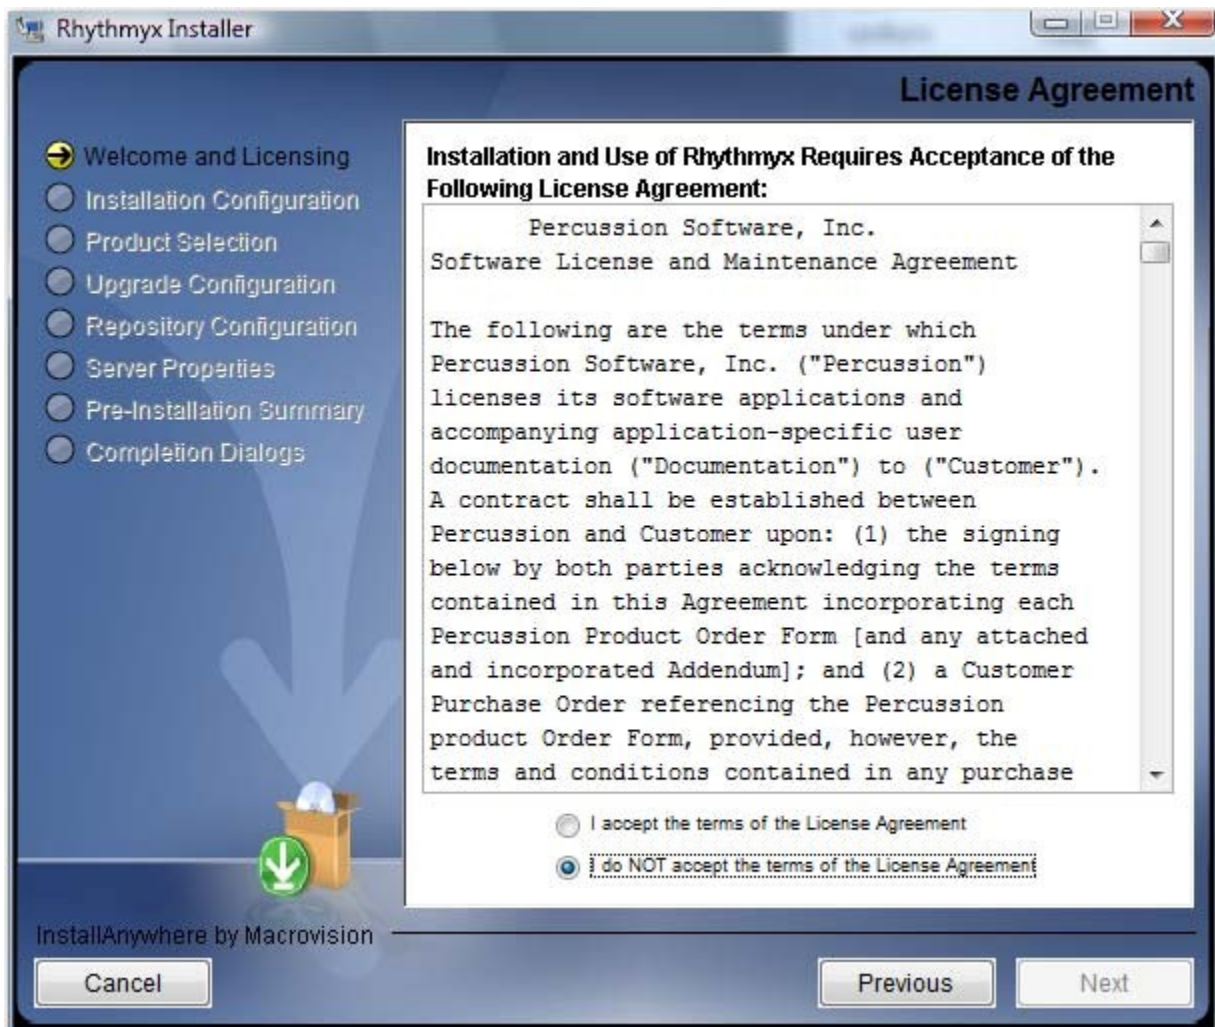 Rhythmyx Installer
License Agreement
Welcome and Licensing
Installation Configuration
Product Selection
Upgrade Configuration
Repository Configuration
Server Properties
Pre-Installation Summary
Completion Dialogs
Installation and Use of Rhythmyx Requires Acceptance of the
Following License Agreement:
Percussion Software, Inc.
Software License and Maintenance Agreement
The following are the terms under which
Percussion Software, Inc. ("Percussion")
licenses its software applications and
accompanying application-specific user
documentation ("Documentation") to ("Customer").
A contract shall be established between
Percussion and Customer upon: (1) the signing
below by both parties acknowledging the terms
contained in this Agreement incorporating each
Percussion Product Order Form [and any attached
and incorporated Addendum]; and (2) a Customer
Purchase Order referencing the Percussion
product Order Form, provided, however, the
terms and conditions contained in any purchase
I accept the terms of the License Agreement
I do NOT accept the terms of the License Agreement
InstallAnywhere by Macrovision
Cancel
Previous
Next